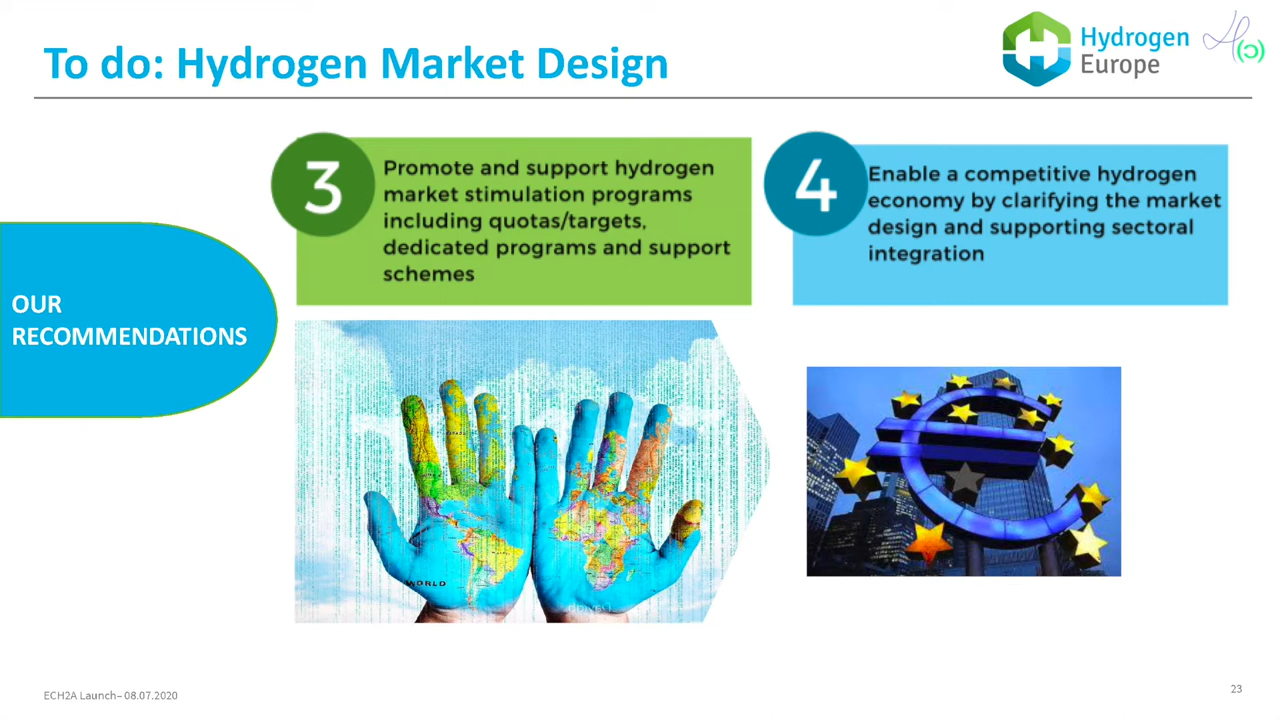 To do: Hydrogen Market Design
Hydrogen
Europe
3
Promote and support hydrogen
market stimulation programs
including quotas/targets,
dedicated programs and support
schemes
4
Enable a competitive hydrogen
economy by clarifying the market
design and supporting sectoral
integration
OUR
RECOMMENDATIONS
WORLD
ECH2A Launch– 08.07.2020
23